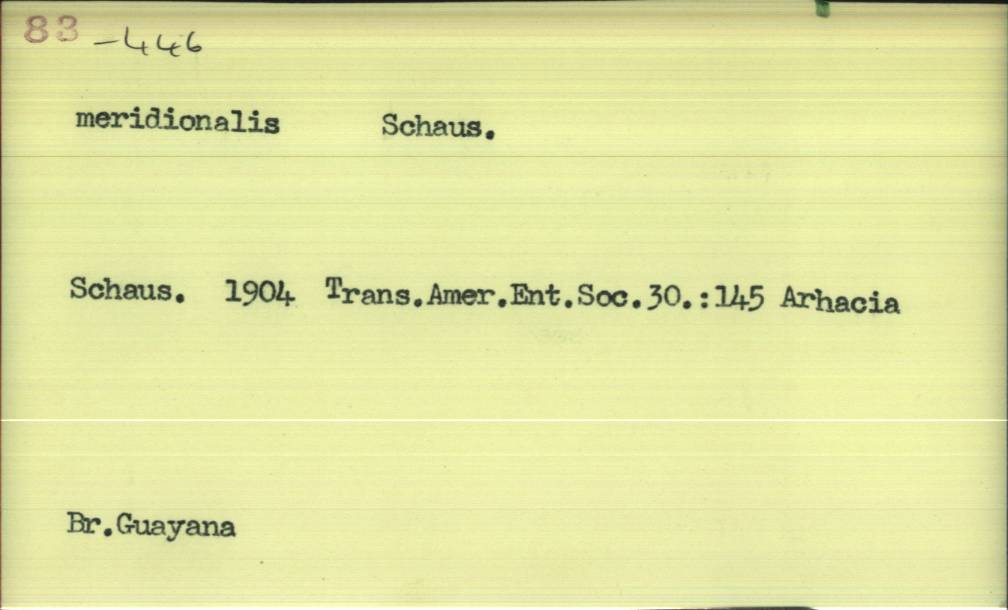 83 -446
meridionalis Schaus.
Schaus. 1904 Trans.Amer.Ent.Soc.30.:145 Arhacia
Br.Guayana